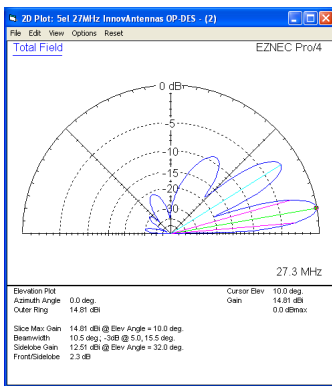 2D Plot: 5el 27MHz InnovAntennas OP-DES - (2)
File Edit View Options Reset
Total Field EZNEC Pro/4
0 dB
-5
-10
-15
-20
-30
27.3 MHz
Elevation Plot Cursor Elev 10.0 deg.
Azimuth Angle 0.0 deg. Gain 14.81 dBi
Outer Ring 14.81 dBi 0.0 dBmax
Slice Max Gain 14.81 dBi @ Elev Angle = 10.0 deg.
Beamwidth 10.5 deg.; -3dB @ 5.0, 15.5 deg.
Sidelobe Gain 12.51 dBi @ Elev Angle = 32.0 deg.
Front/Sidelobe 2.3 dB